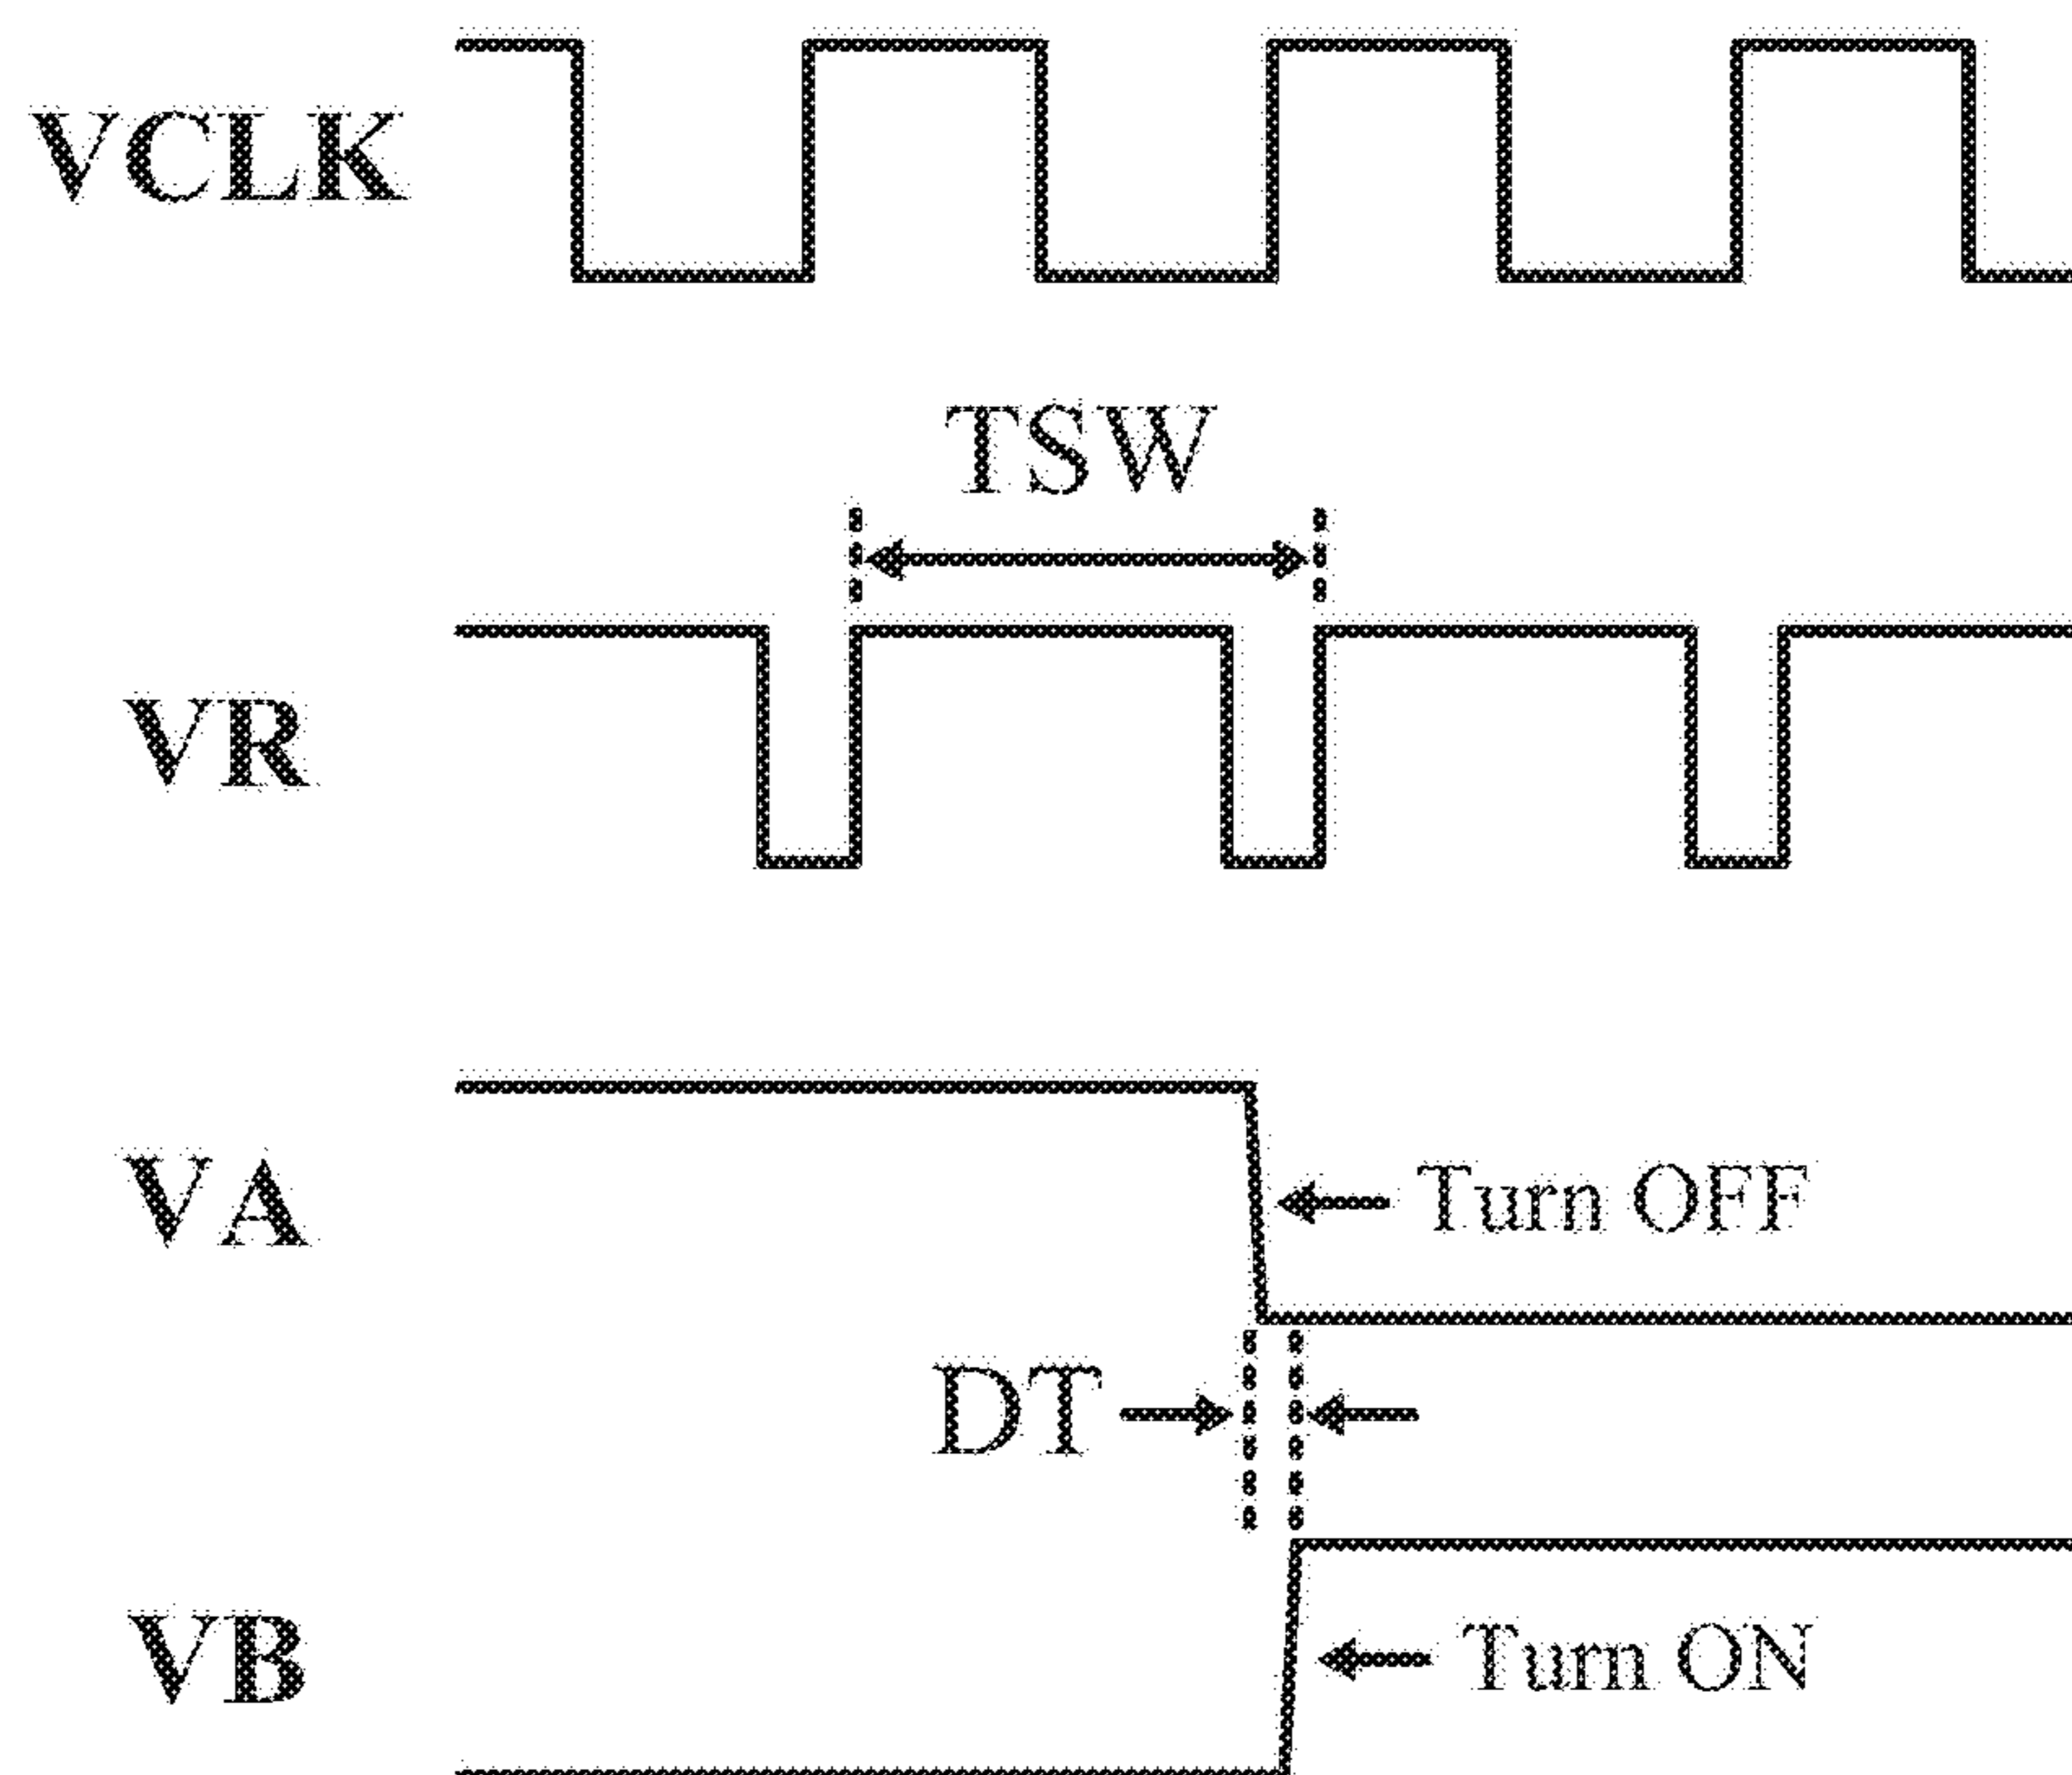 VCLK
TSW
VR
VA
Turn OFF
DT
VB
Turn ON